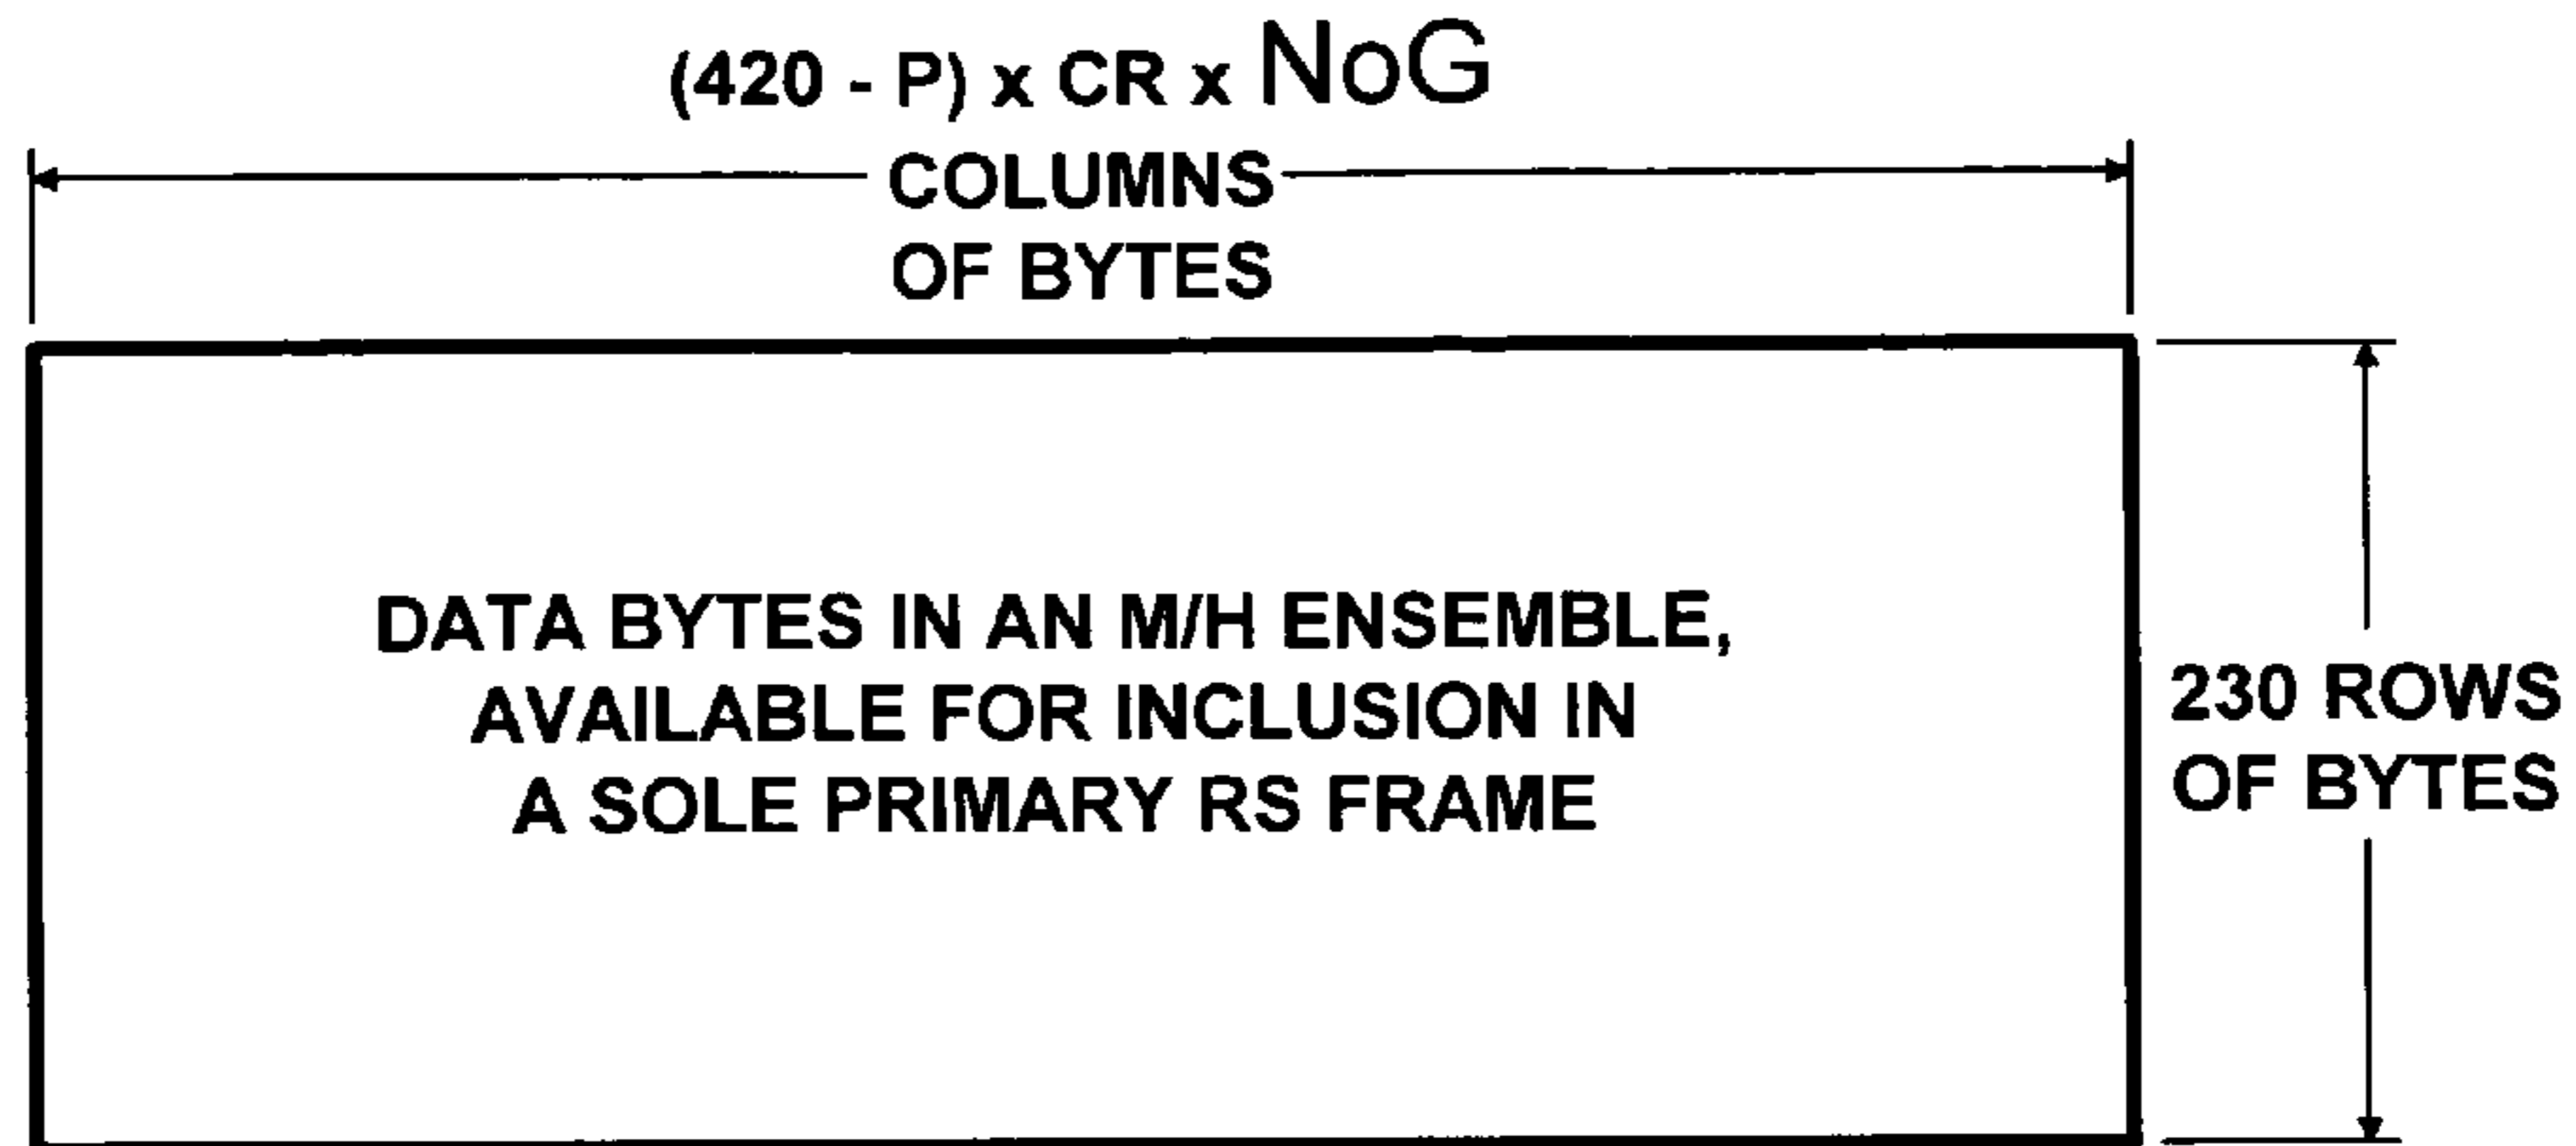 (420 - P) x CR x NoG
COLUMNS
OF BYTES
DATA BYTES IN AN M/H ENSEMBLE,
AVAILABLE FOR INCLUSION IN
A SOLE PRIMARY RS FRAME
230 ROWS
OF BYTES